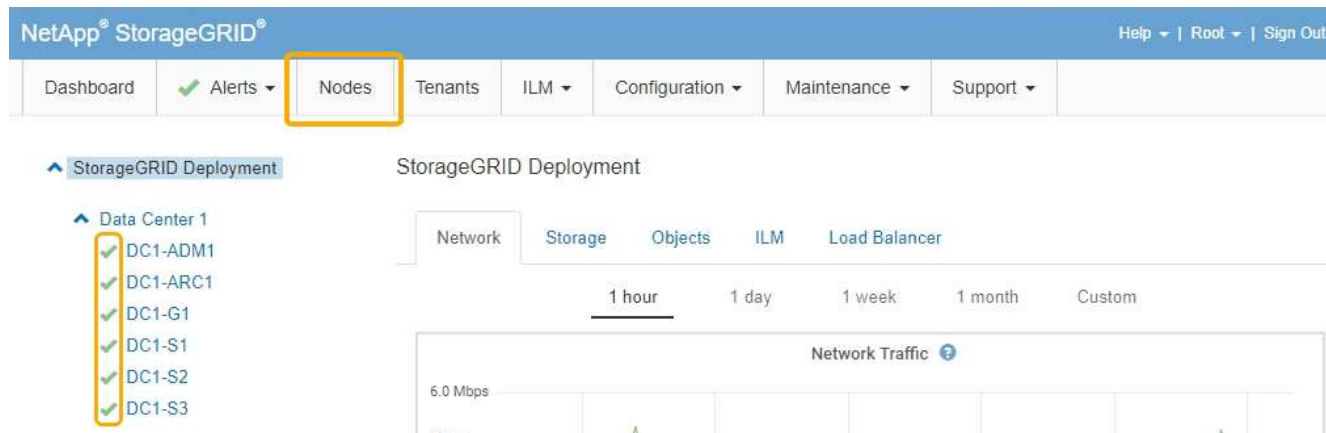 NetApp® StorageGRID®
Help | Root | Sign Out
Dashboard Alerts Nodes Tenants ILM Configuration Maintenance Support
StorageGRID Deployment
StorageGRID Deployment
Data Center 1
DC1-ADM1
DC1-ARC1
DC1-G1
DC1-S1
DC1-S2
DC1-S3
Network Storage Objects ILM Load Balancer
1 hour 1 day 1 week 1 month Custom
Network Traffic
6.0 Mbps